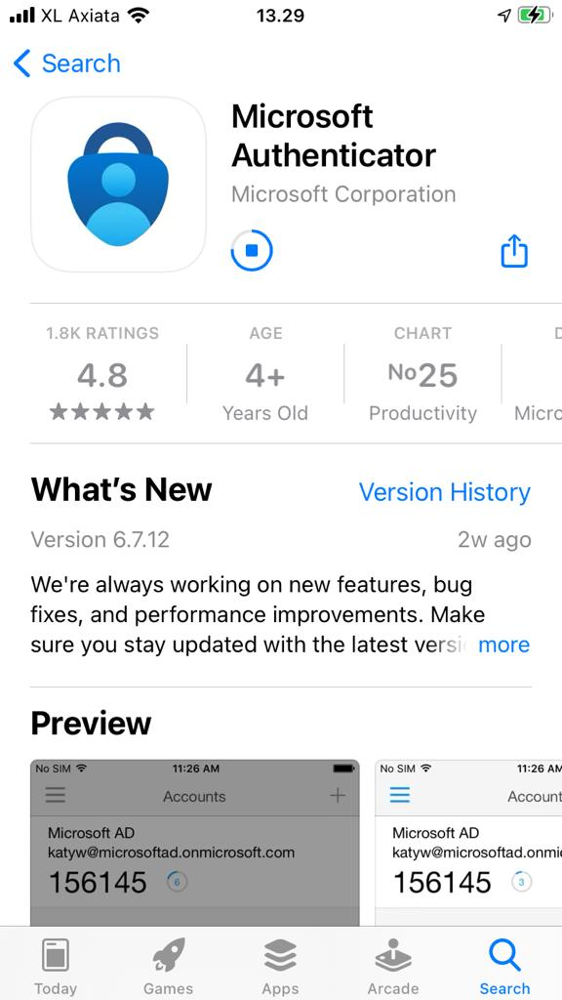 XL Axiata 13.29
Search
Microsoft
Authenticator
Microsoft Corporation
1.8K RATINGS AGE CHART D
4.8 4+ No25
Years Old Productivity Micro
What's New Version History
Version 6.7.12 2w ago
We're always working on new features, bug
fixes, and performance improvements. Make
sure you stay updated with the latest versi more
Preview
No SIM 11:26 AM No SIM 11:26 AM
Accounts Account
Microsoft AD Microsoft AD
katyw@microsoftad.onmicrosoft.com katyw@microsoftad.onmic
156145 6 156145 3
Today Games Apps Arcade Search